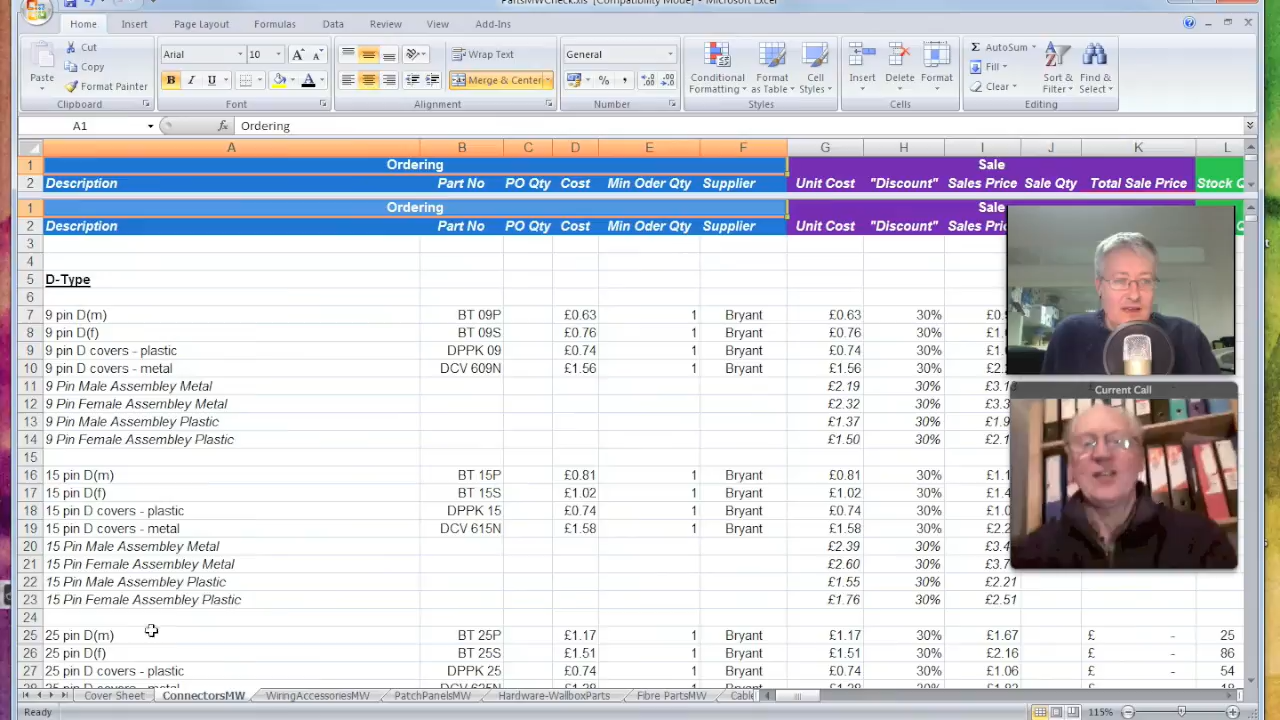 PartsMWCheck.xls [Compatibility Mode] - Microsoft Excel
Home Insert Page Layout Formulas Data Review View Add-Ins
Cut
Copy
Format Painter
Paste
Clipboard
Arial 10
B I U
Font
Wrap Text
Merge & Center
Alignment
General
Number
Conditional Formatting
Format as Table
Cell Styles
Styles
Insert Delete Format
Cells
AutoSum
Fill
Clear
Sort & Filter
Find & Select
Editing
A1 fx Ordering
A B C D E F G H I J K L
1 Ordering Sale
2 Description Part No PO Qty Cost Min Oder Qty Supplier Unit Cost "Discount" Sales Price Sale Qty Total Sale Price Stock
1 Ordering Sale
2 Description Part No PO Qty Cost Min Oder Qty Supplier Unit Cost "Discount" Sales
3
4
5 D-Type
6
7 9 pin D(m) BT 09P £0.63 1 Bryant £0.63 30%
8 9 pin D(f) BT 09S £0.76 1 Bryant £0.76 30%
9 9 pin D covers - plastic DPPK 09 £0.74 1 Bryant £0.74 30%
10 9 pin D covers - metal DCV 609N £1.56 1 Bryant £1.56 30%
11 9 Pin Male Assembley Metal £2.19 30%
12 9 Pin Female Assembley Metal £2.32 30%
13 9 Pin Male Assembley Plastic £1.37 30%
14 9 Pin Female Assembley Plastic £1.50 30%
15
16 15 pin D(m) BT 15P £0.81 1 Bryant £0.81 30%
17 15 pin D(f) BT 15S £1.02 1 Bryant £1.02 30%
18 15 pin D covers - plastic DPPK 15 £0.74 1 Bryant £0.74 30%
19 15 pin D covers - metal DCV 615N £1.58 1 Bryant £1.58 30%
20 15 Pin Male Assembley Metal £2.39 30%
21 15 Pin Female Assembley Metal £2.60 30%
22 15 Pin Male Assembley Plastic £1.55 30% £2.21
23 15 Pin Female Assembley Plastic £1.76 30% £2.51
24
25 25 pin D(m) BT 25P £1.17 1 Bryant £1.17 30% £1.67 £ - 25
26 25 pin D(f) BT 25S £1.51 1 Bryant £1.51 30% £2.16 £ - 86
27 25 pin D covers - plastic DPPK 25 £0.74 1 Bryant £0.74 30% £1.06 £ - 54
Current Call
Cover Sheet ConnectorsMW WiringAccessoriesMW PatchPanelsMW Hardware-WallboxParts Fibre PartsMW Cable
Ready 115%